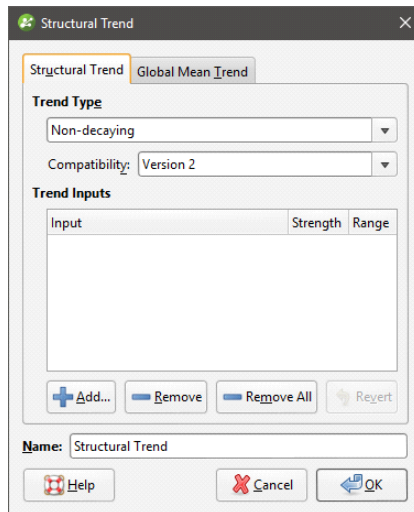 Structural Trend
Structural Trend Global Mean Trend
Trend Type
Non-decaying
Compatibility: Version 2
Trend Inputs
Input Strength Range
Add... Remove Remove All Revert
Name: Structural Trend
Help Cancel OK